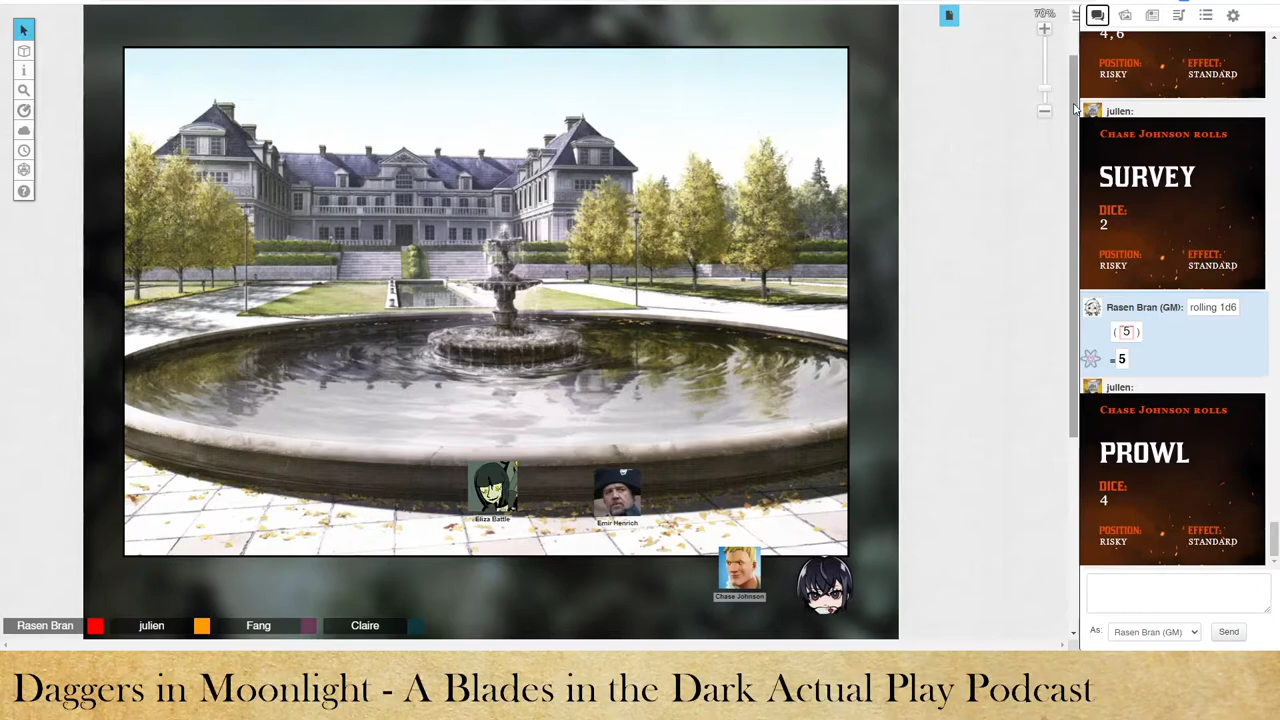 70%
4,6
POSITION: EFFECT:
RISKY STANDARD
julien:
CHASE JOHNSON ROLLS
SURVEY
DICE:
2
POSITION: EFFECT:
RISKY STANDARD
Rasen Bran (GM): rolling 1d6
( 5 )
= 5
julien:
CHASE JOHNSON ROLLS
PROWL
DICE:
4
POSITION: EFFECT:
RISKY STANDARD
Eliza Battle
Emir Henrich
Chase Johnson
Rasen Bran julien Fang Claire
As: Rasen Bran (GM) Send
Daggers in Moonlight - A Blades in the Dark Actual Play Podcast